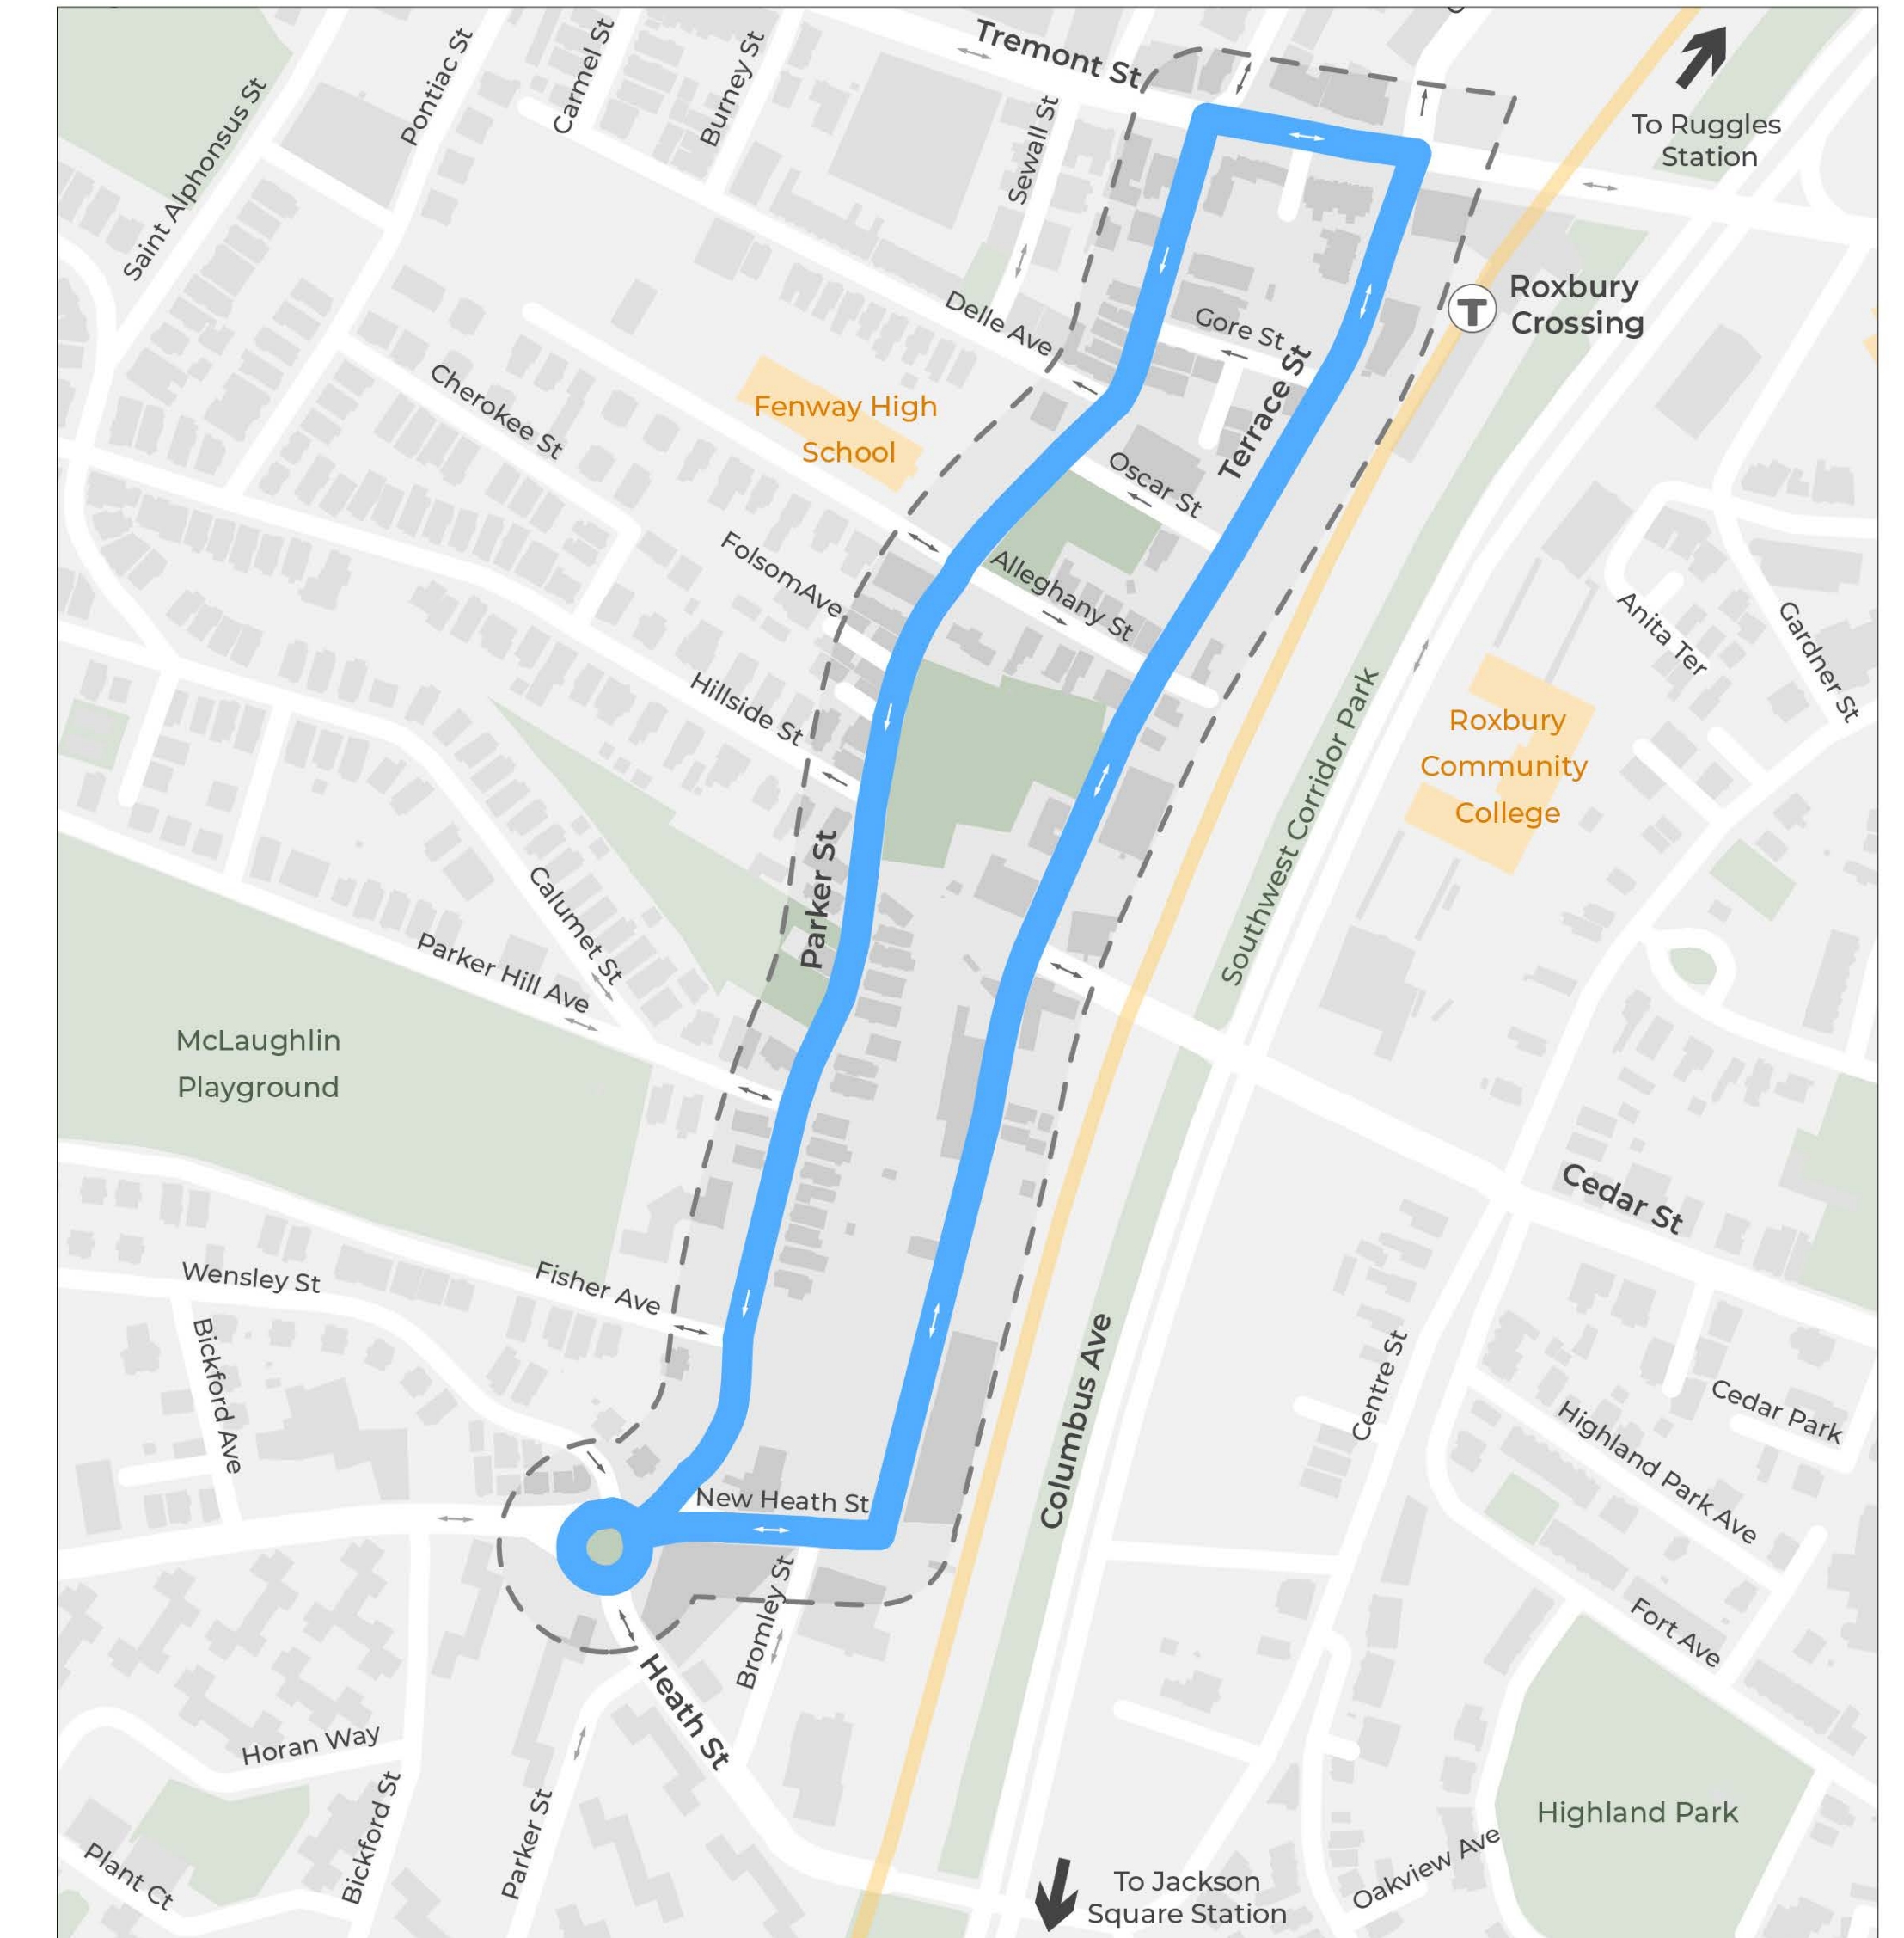 Tremont St
Pontiac St
Carmel St
Burney St
Saint Alphonsus St
Sewall St
To Ruggles
Station
Roxbury
Crossing
T
Delle Ave
Gore St
Terrace St
Cherokee St
Fenway High
School
Oscar St
FolsomAve
Alleghany St
Anita Ter
Gardner St
Hillside St
Roxbury
Community
College
Southwest Corridor Park
Parker St
Calumet St
Parker Hill Ave
McLaughlin
Playground
Cedar St
Wensley St
Fisher Ave
Bickford Ave
Columbus Ave
Centre St
Cedar Park
Highland Park Ave
New Heath St
Bromley St
Fort Ave
Heath St
Horan Way
Bickford St
Parker St
Plant Ct
Highland Park
Oakview Ave
To Jackson
Square Station